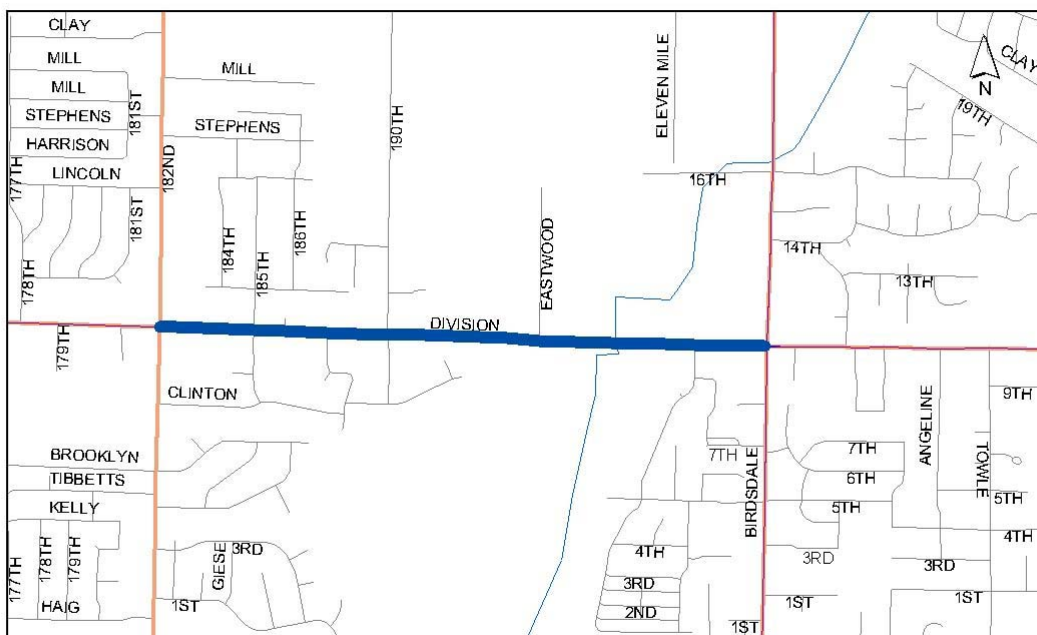 CLAY
MILL
MILL
STEPHENS
HARRISON
LINCOLN
177TH
181ST
181ST
178TH
182ND
MILL
STEPHENS
184TH
185TH
186TH
190TH
ELEVEN MILE
EASTWOOD
16TH
CLAY
N
19TH
14TH
13TH
DIVISION
179TH
CLINTON
BROOKLYN
TIBBETTS
KELLY
177TH
178TH
179TH
HAIG
GIESE
3RD
1ST
7TH
BIRDSDALE
4TH
3RD
2ND
1ST
7TH
6TH
5TH
3RD
1ST
ANGELINE
TOWLE
9TH
5TH
4TH
3RD
1ST